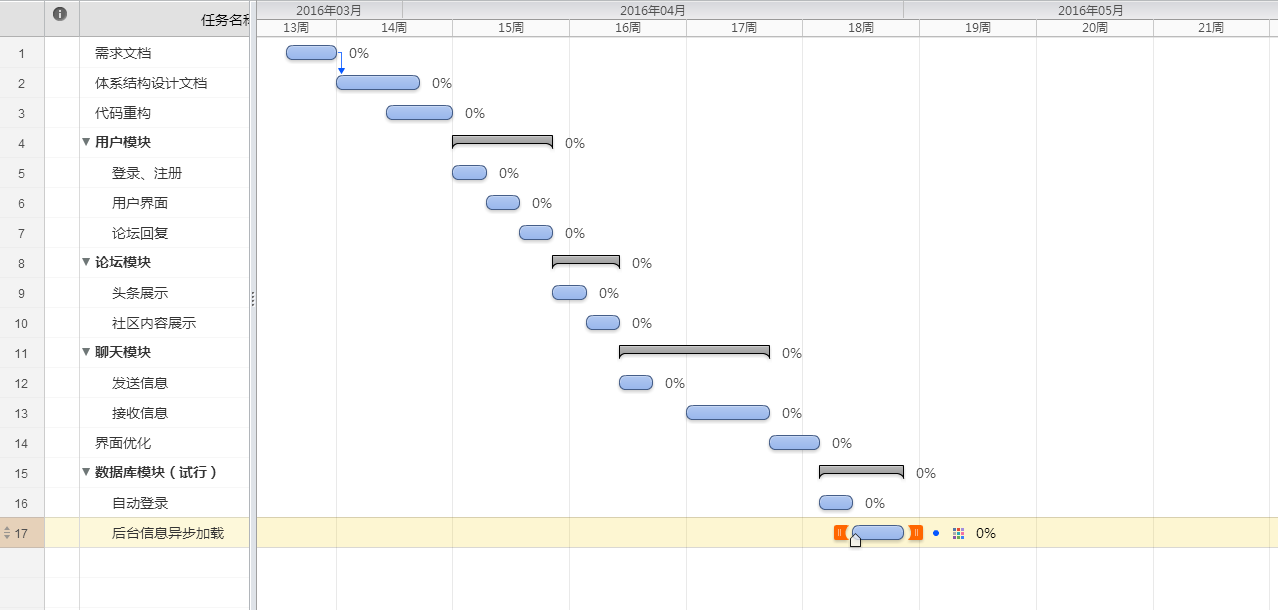 任务名称
2016年03月 2016年04月 2016年05月
13周 14周 15周 16周 17周 18周 19周 20周 21周
1 需求文档 0%
2 体系结构设计文档 0%
3 代码重构 0%
4 用户模块 0%
5 登录、注册 0%
6 用户界面 0%
7 论坛回复 0%
8 论坛模块 0%
9 头条展示 0%
10 社区内容展示 0%
11 聊天模块 0%
12 发送信息 0%
13 接收信息 0%
14 界面优化 0%
15 数据库模块（试行） 0%
16 自动登录 0%
17 后台信息异步加载 0%